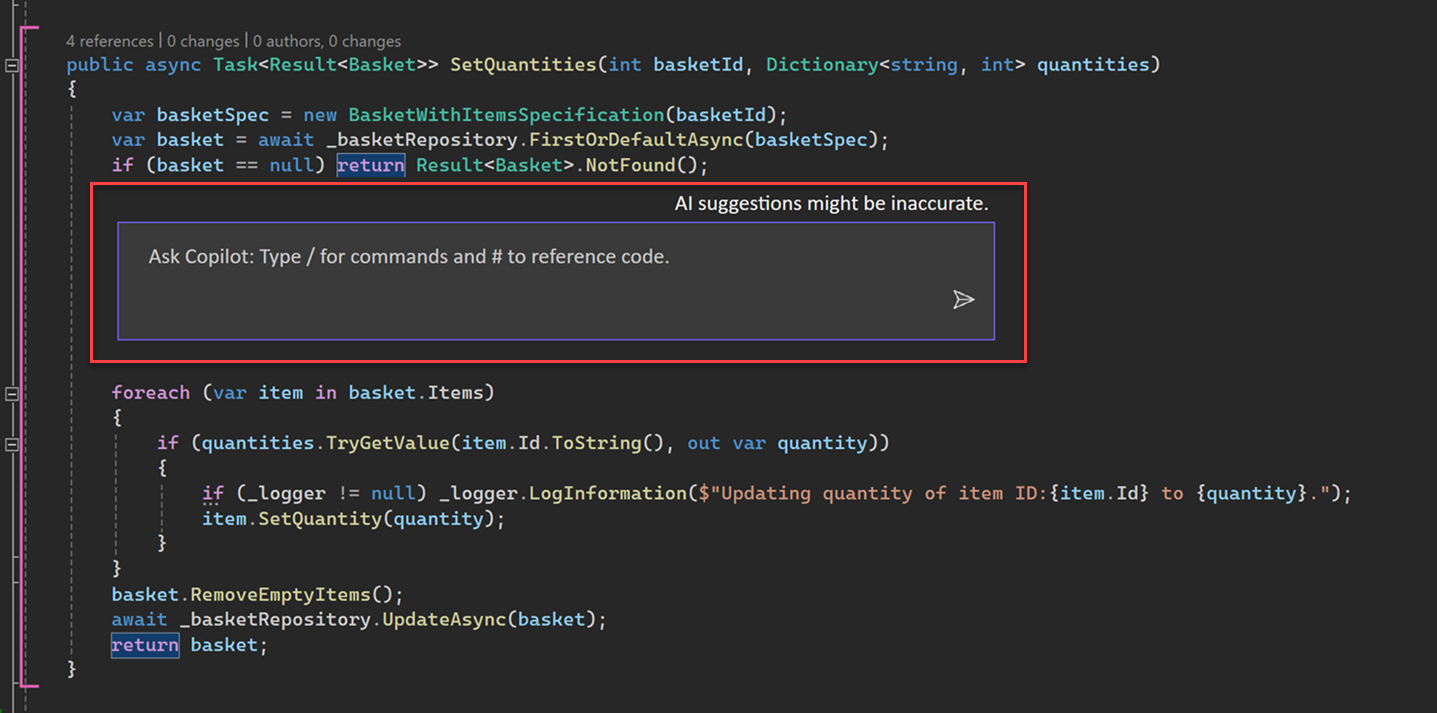 4 references | 0 changes | 0 authors, 0 changes
public async Task<Result<Basket>> SetQuantities(int basketId, Dictionary<string, int> quantities)
{
var basketSpec = new BasketWithItemsSpecification(basketId);
var basket = await _basketRepository.FirstOrDefaultAsync(basketSpec);
if (basket == null) return Result<Basket>.NotFound();
AI suggestions might be inaccurate.
Ask Copilot: Type / for commands and # to reference code.
foreach (var item in basket.Items)
{
if (quantities.TryGetValue(item.Id.ToString(), out var quantity))
{
if (_logger != null) _logger.LogInformation($"Updating quantity of item ID:{item.Id} to {quantity}.");
item.SetQuantity(quantity);
}
}
basket.RemoveEmptyItems();
await _basketRepository.UpdateAsync(basket);
return basket;
}